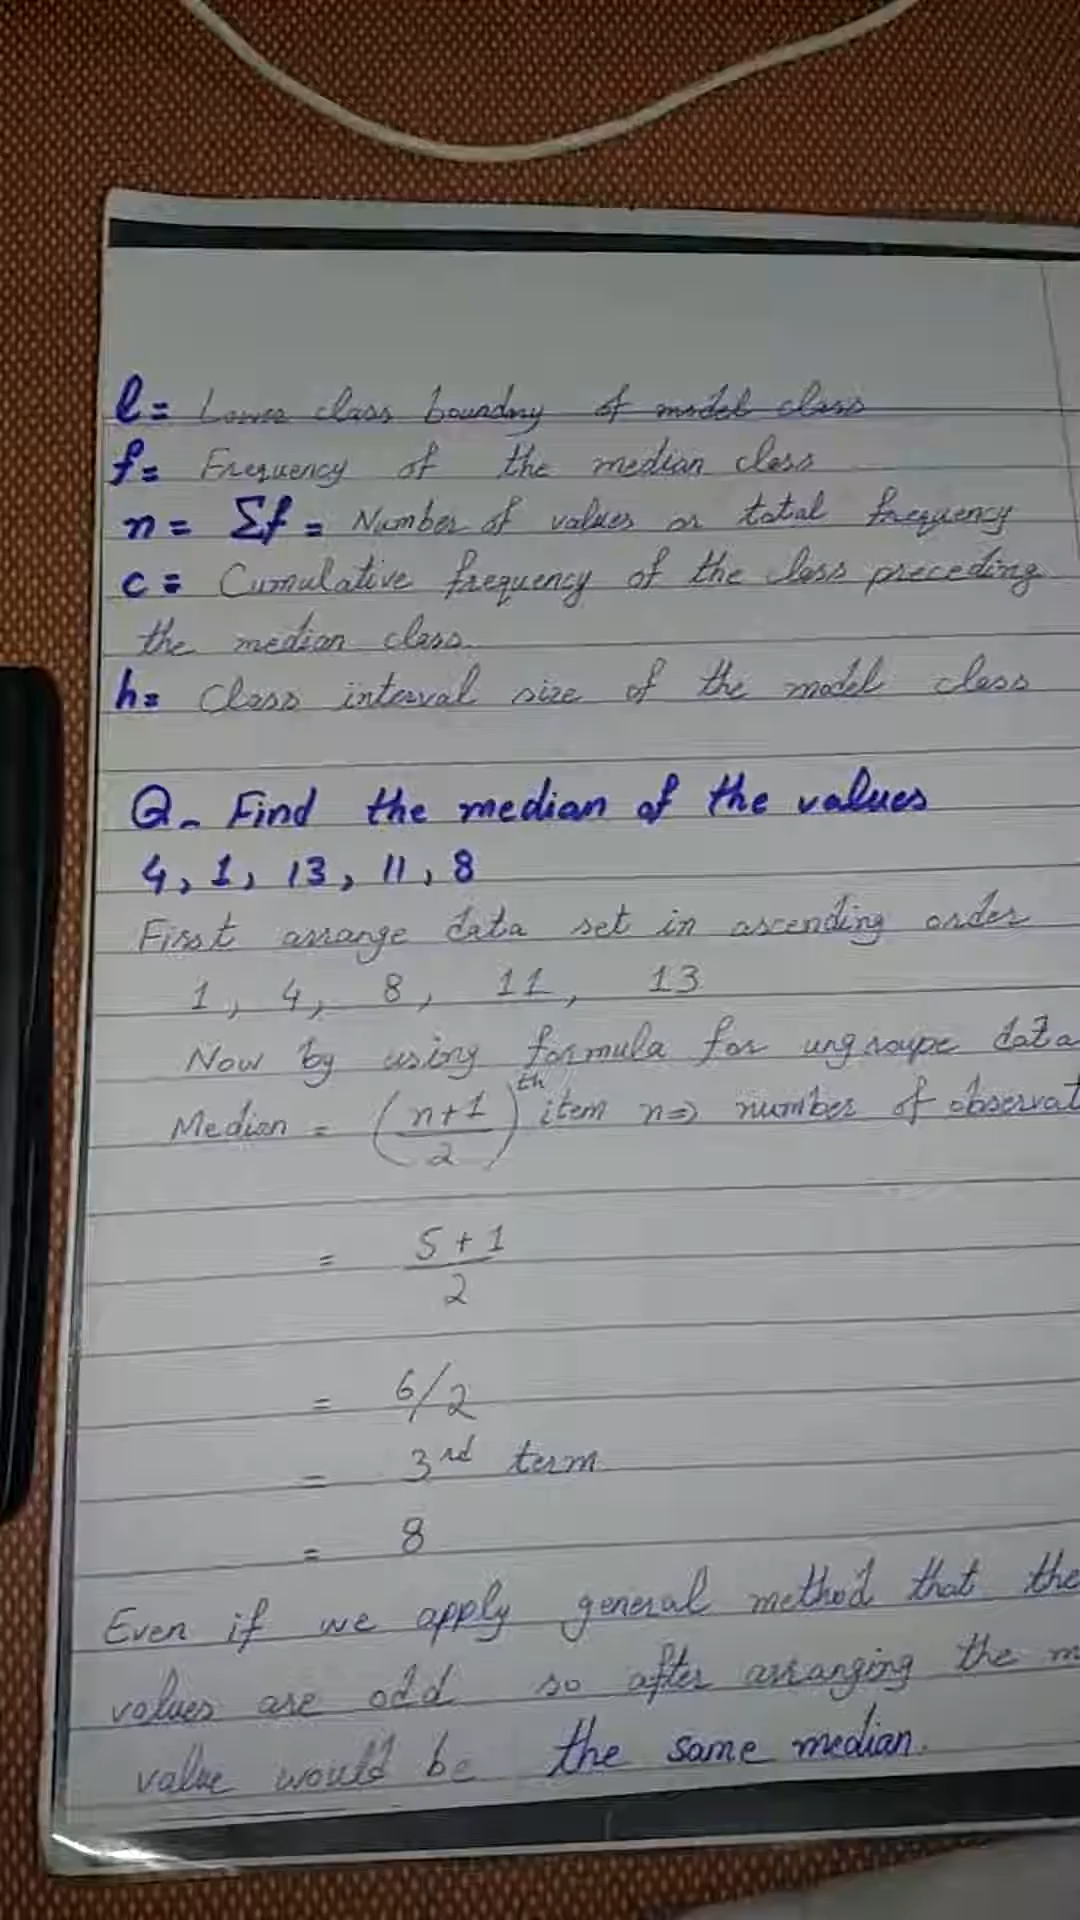 l = Lower class boundry of model class
f = Frequency of the median class
n = Σf = Number of values or total frequency
c = Cumulative frequency of the class preceding
the median class.
h = Class interval size of the model class
Q. Find the median of the values
4, 1, 13, 11, 8
First arrange data set in ascending order
1, 4, 8, 11, 13
Now by using formula for ungroupe data
Median = (n+1/2)th item n=> number of observat
= 5+1/2
= 6/2
= 3rd term
= 8
Even if we apply general method that the
values are odd so after arranging the m
value would be the same median.